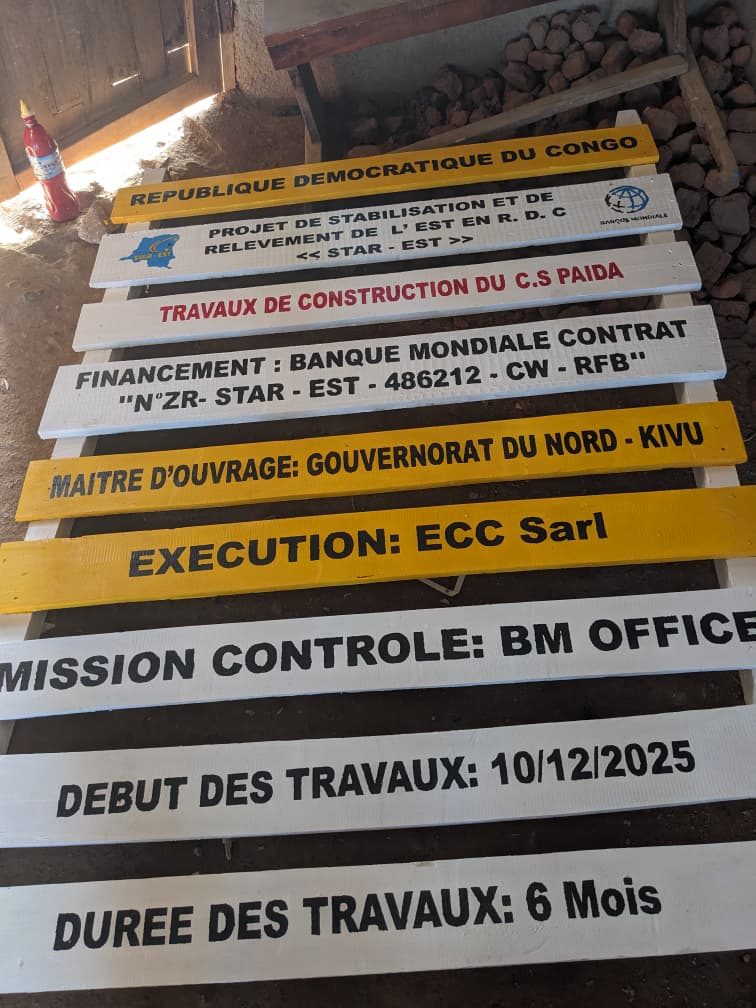 REPUBLIQUE DEMOCRATIQUE DU CONGO
PROJET DE STABILISATION ET DE
RELEVEMENT DE L' EST EN R. D. C
<< STAR - EST >>
STAR - EST
BANQUE MONDIALE
TRAVAUX DE CONSTRUCTION DU C.S PAIDA
FINANCEMENT : BANQUE MONDIALE CONTRAT
"N°ZR- STAR - EST - 486212 - CW - RFB"
MAITRE D'OUVRAGE: GOUVERNORAT DU NORD - KIVU
EXECUTION: ECC Sarl
MISSION CONTROLE: BM OFFICE
DEBUT DES TRAVAUX: 10/12/2025
DUREE DES TRAVAUX: 6 Mois